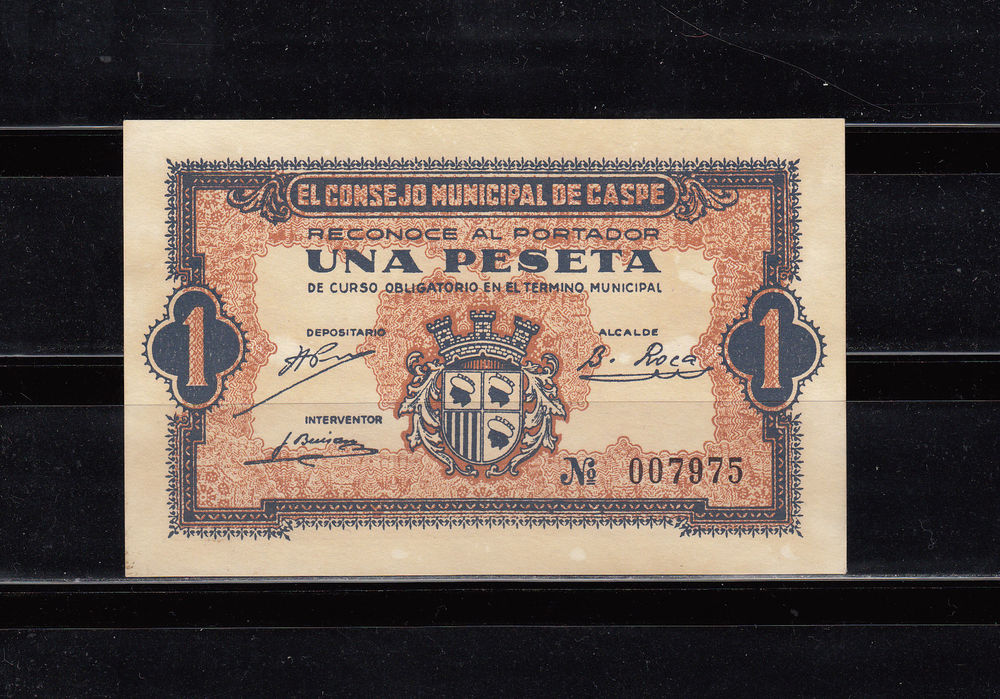 EL CONSEJO MUNICIPAL DE CASPE
RECONOCE AL PORTADOR
UNA PESETA
DE CURSO OBLIGATORIO EN EL TERMINO MUNICIPAL
1 1
DEPOSITARIO ALCALDE
B. Roca
INTERVENTOR
Nº 007975